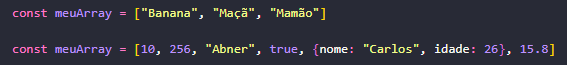 const meuArray = ["Banana", "Maçã", "Mamão"]
const meuArray = [10, 256, "Abner", true, {nome: "Carlos", idade: 26}, 15.8]